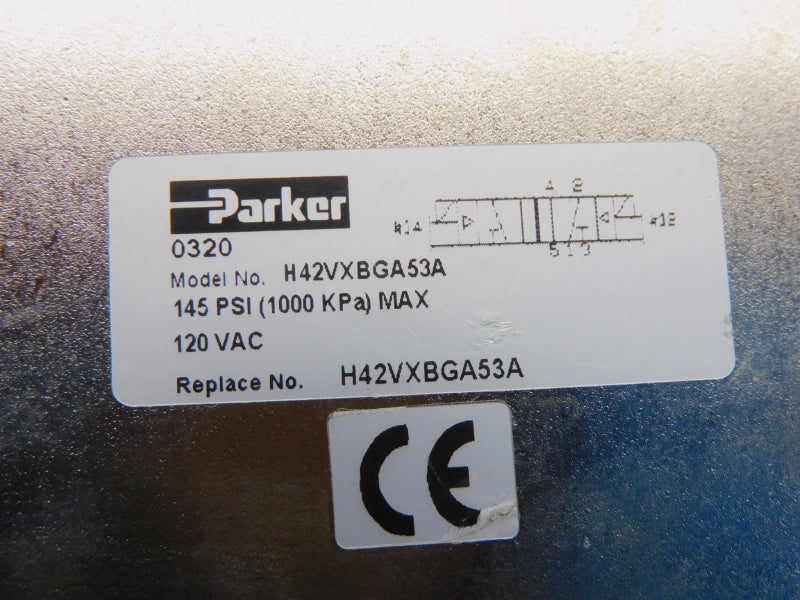 Parker
0320
Model No. H42VXBGA53A
145 PSI (1000 KPa) MAX
120 VAC
Replace No. H42VXBGA53A
4 2
14
12
5 1 3
CE